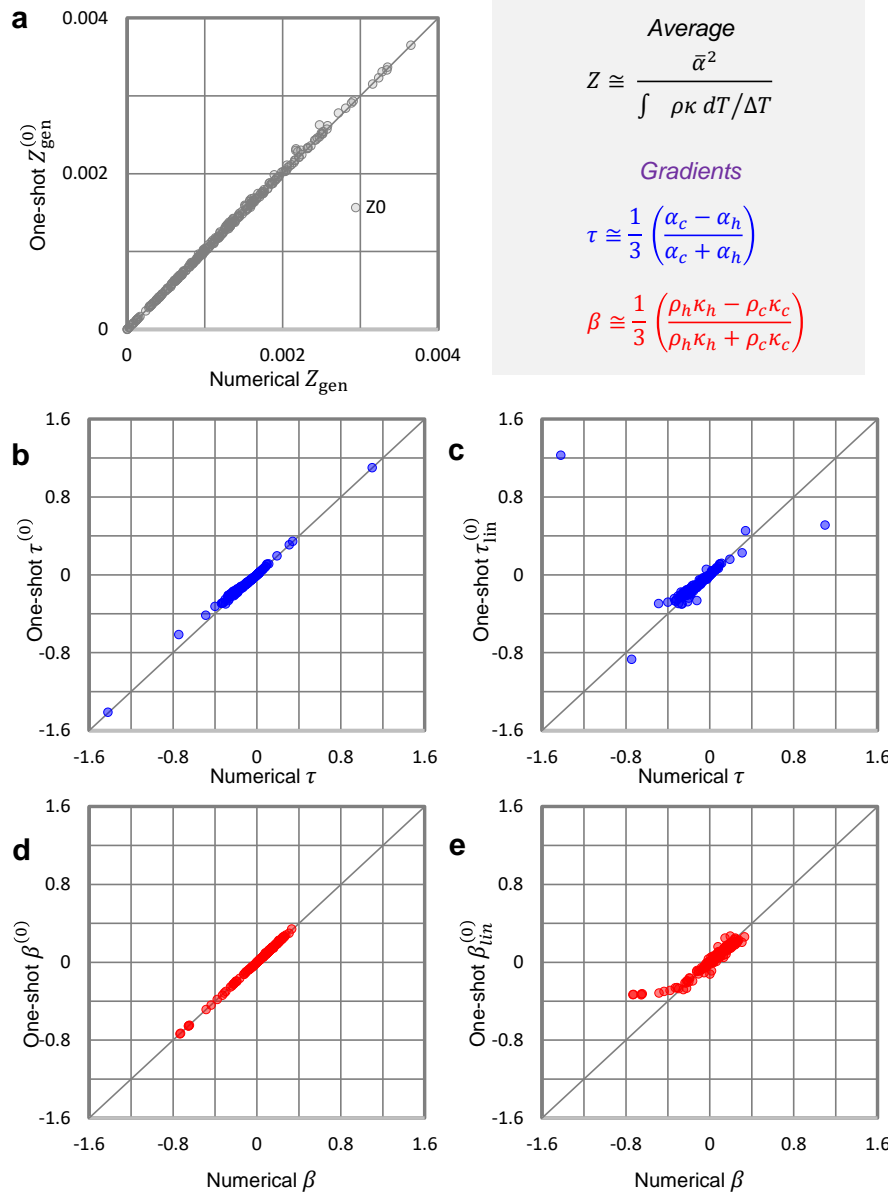 a
0.004
0.002
0
One-shot Z_gen^(0)
Z0
0
0.002
0.004
Numerical Z_gen
Average
Z ≅ ᾱ² / ∫ ρκ dT/ΔT
Gradients
τ ≅ 1/3 ((α_c − α_h)/(α_c + α_h))
β ≅ 1/3 ((ρ_h κ_h − ρ_c κ_c)/(ρ_h κ_h + ρ_c κ_c))
b
1.6
0.8
0
-0.8
-1.6
One-shot τ^(0)
-1.6
-0.8
0
0.8
1.6
Numerical τ
c
1.6
0.8
0
-0.8
-1.6
One-shot τ_lin^(0)
-1.6
-0.8
0
0.8
1.6
Numerical τ
d
1.6
0.8
0
-0.8
-1.6
One-shot β^(0)
-1.6
-0.8
0
0.8
1.6
Numerical β
e
1.6
0.8
0
-0.8
-1.6
One-shot β_lin^(0)
-1.6
-0.8
0
0.8
1.6
Numerical β